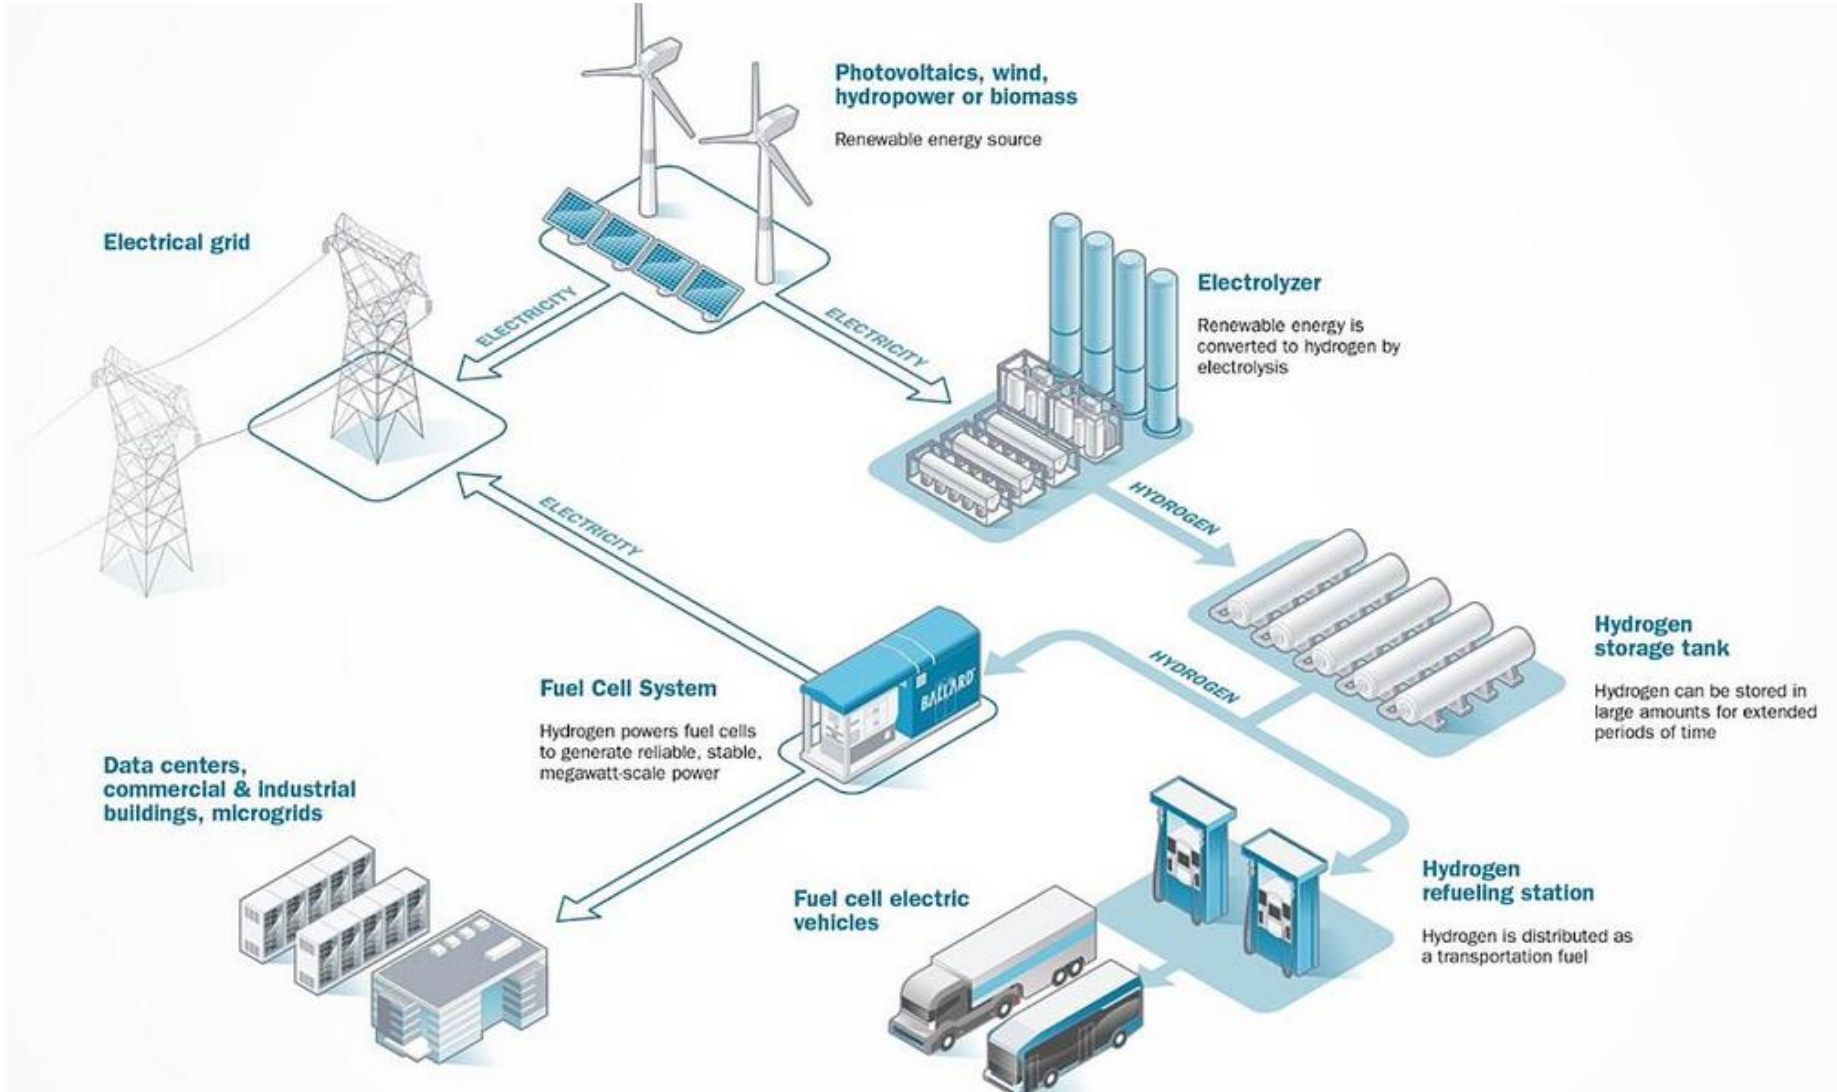 Photovoltaics, wind,
hydropower or biomass
Renewable energy source
Electrical grid
ELECTRICITY
ELECTRICITY
Electrolyzer
Renewable energy is
converted to hydrogen by
electrolysis
HYDROGEN
ELECTRICITY
Hydrogen
storage tank
Hydrogen can be stored in
large amounts for extended
periods of time
HYDROGEN
BALLARD
Fuel Cell System
Hydrogen powers fuel cells
to generate reliable, stable,
megawatt-scale power
Data centers,
commercial & industrial
buildings, microgrids
Fuel cell electric
vehicles
Hydrogen
refueling station
Hydrogen is distributed as
a transportation fuel